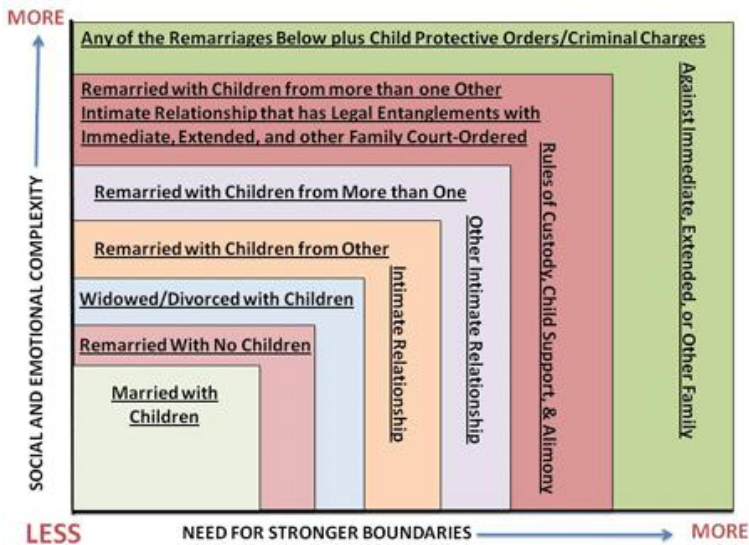 MORE
Any of the Remarriages Below plus Child Protective Orders/Criminal Charges
Against Immediate, Extended, or Other Family
Remarried with Children from more than one Other
Intimate Relationship that has Legal Entanglements with
Immediate, Extended, and other Family Court-Ordered
Rules of Custody, Child Support, & Alimony
Remarried with Children from More than One
Other Intimate Relationship
Remarried with Children from Other
Intimate Relationship
Widowed/Divorced with Children
Remarried With No Children
Married with
Children
SOCIAL AND EMOTIONAL COMPLEXITY
LESS
NEED FOR STRONGER BOUNDARIES
MORE